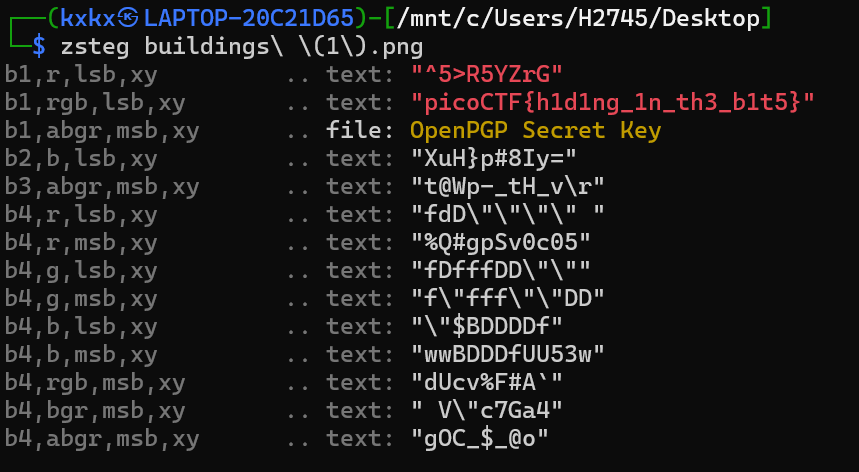 ┌──(kxkx㉿LAPTOP-20C21D65)-[/mnt/c/Users/H2745/Desktop]
└─$ zsteg buildings\ \(1\).png
b1,r,lsb,xy         .. text: "^5>R5YZrG"
b1,rgb,lsb,xy       .. text: "picoCTF{h1d1ng_1n_th3_b1t5}"
b1,abgr,msb,xy      .. file: OpenPGP Secret Key
b2,b,lsb,xy         .. text: "XuH}p#8Iy="
b3,abgr,msb,xy      .. text: "t@Wp-_tH_v\r"
b4,r,lsb,xy         .. text: "fdD\"\"\"\" "
b4,r,msb,xy         .. text: "%Q#gpSv0c05"
b4,g,lsb,xy         .. text: "fDfffDD\"\""
b4,g,msb,xy         .. text: "f\"fff\"\"DD"
b4,b,lsb,xy         .. text: "\"$BDDDDf"
b4,b,msb,xy         .. text: "wwBDDDfUU53w"
b4,rgb,msb,xy       .. text: "dUcv%F#A`"
b4,bgr,msb,xy       .. text: " V\"c7Ga4"
b4,abgr,msb,xy      .. text: "gOC_$_@o"